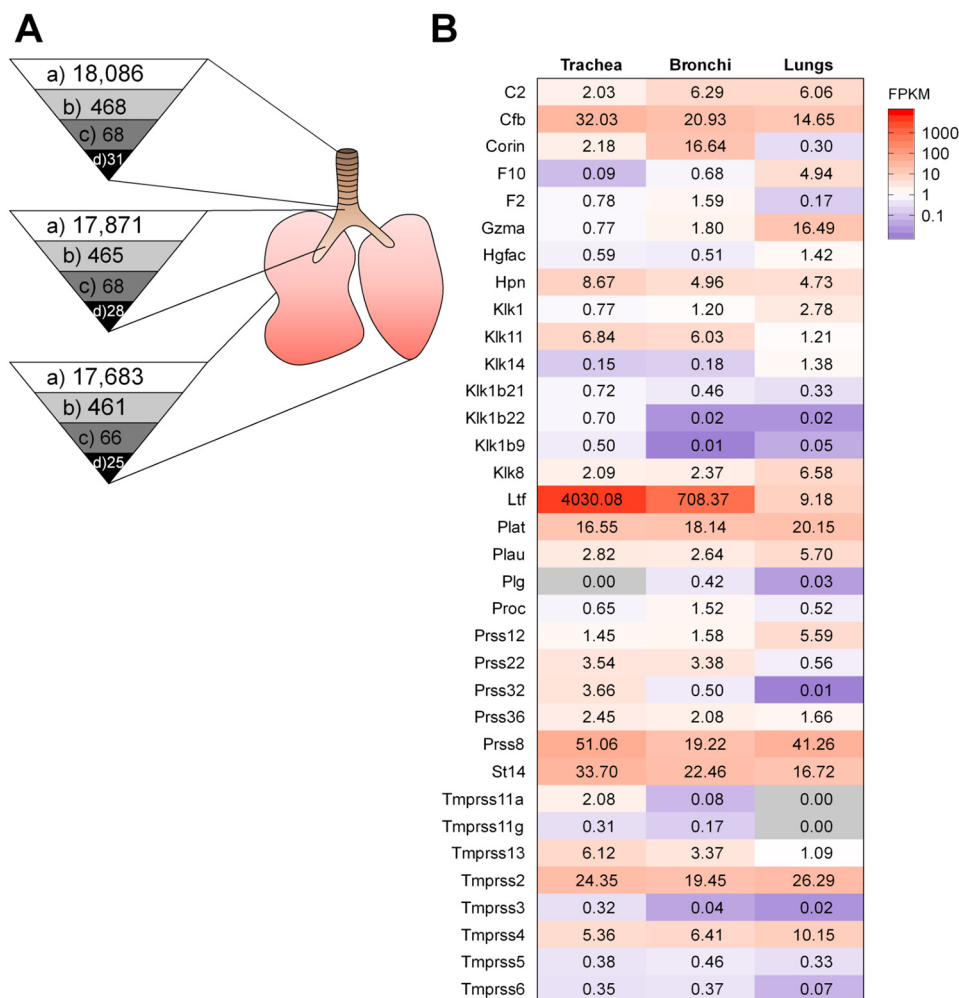 A
a) 18,086
b) 468
c) 68
d)31
a) 17,871
b) 465
c) 68
d)28
a) 17,683
b) 461
c) 66
d)25
B
Trachea Bronchi Lungs
C2 2.03 6.29 6.06
Cfb 32.03 20.93 14.65
Corin 2.18 16.64 0.30
F10 0.09 0.68 4.94
F2 0.78 1.59 0.17
Gzma 0.77 1.80 16.49
Hgfac 0.59 0.51 1.42
Hpn 8.67 4.96 4.73
Klk1 0.77 1.20 2.78
Klk11 6.84 6.03 1.21
Klk14 0.15 0.18 1.38
Klk1b21 0.72 0.46 0.33
Klk1b22 0.70 0.02 0.02
Klk1b9 0.50 0.01 0.05
Klk8 2.09 2.37 6.58
Ltf 4030.08 708.37 9.18
Plat 16.55 18.14 20.15
Plau 2.82 2.64 5.70
Plg 0.00 0.42 0.03
Proc 0.65 1.52 0.52
Prss12 1.45 1.58 5.59
Prss22 3.54 3.38 0.56
Prss32 3.66 0.50 0.01
Prss36 2.45 2.08 1.66
Prss8 51.06 19.22 41.26
St14 33.70 22.46 16.72
Tmprss11a 2.08 0.08 0.00
Tmprss11g 0.31 0.17 0.00
Tmprss13 6.12 3.37 1.09
Tmprss2 24.35 19.45 26.29
Tmprss3 0.32 0.04 0.02
Tmprss4 5.36 6.41 10.15
Tmprss5 0.38 0.46 0.33
Tmprss6 0.35 0.37 0.07
FPKM
1000
100
10
1
0.1